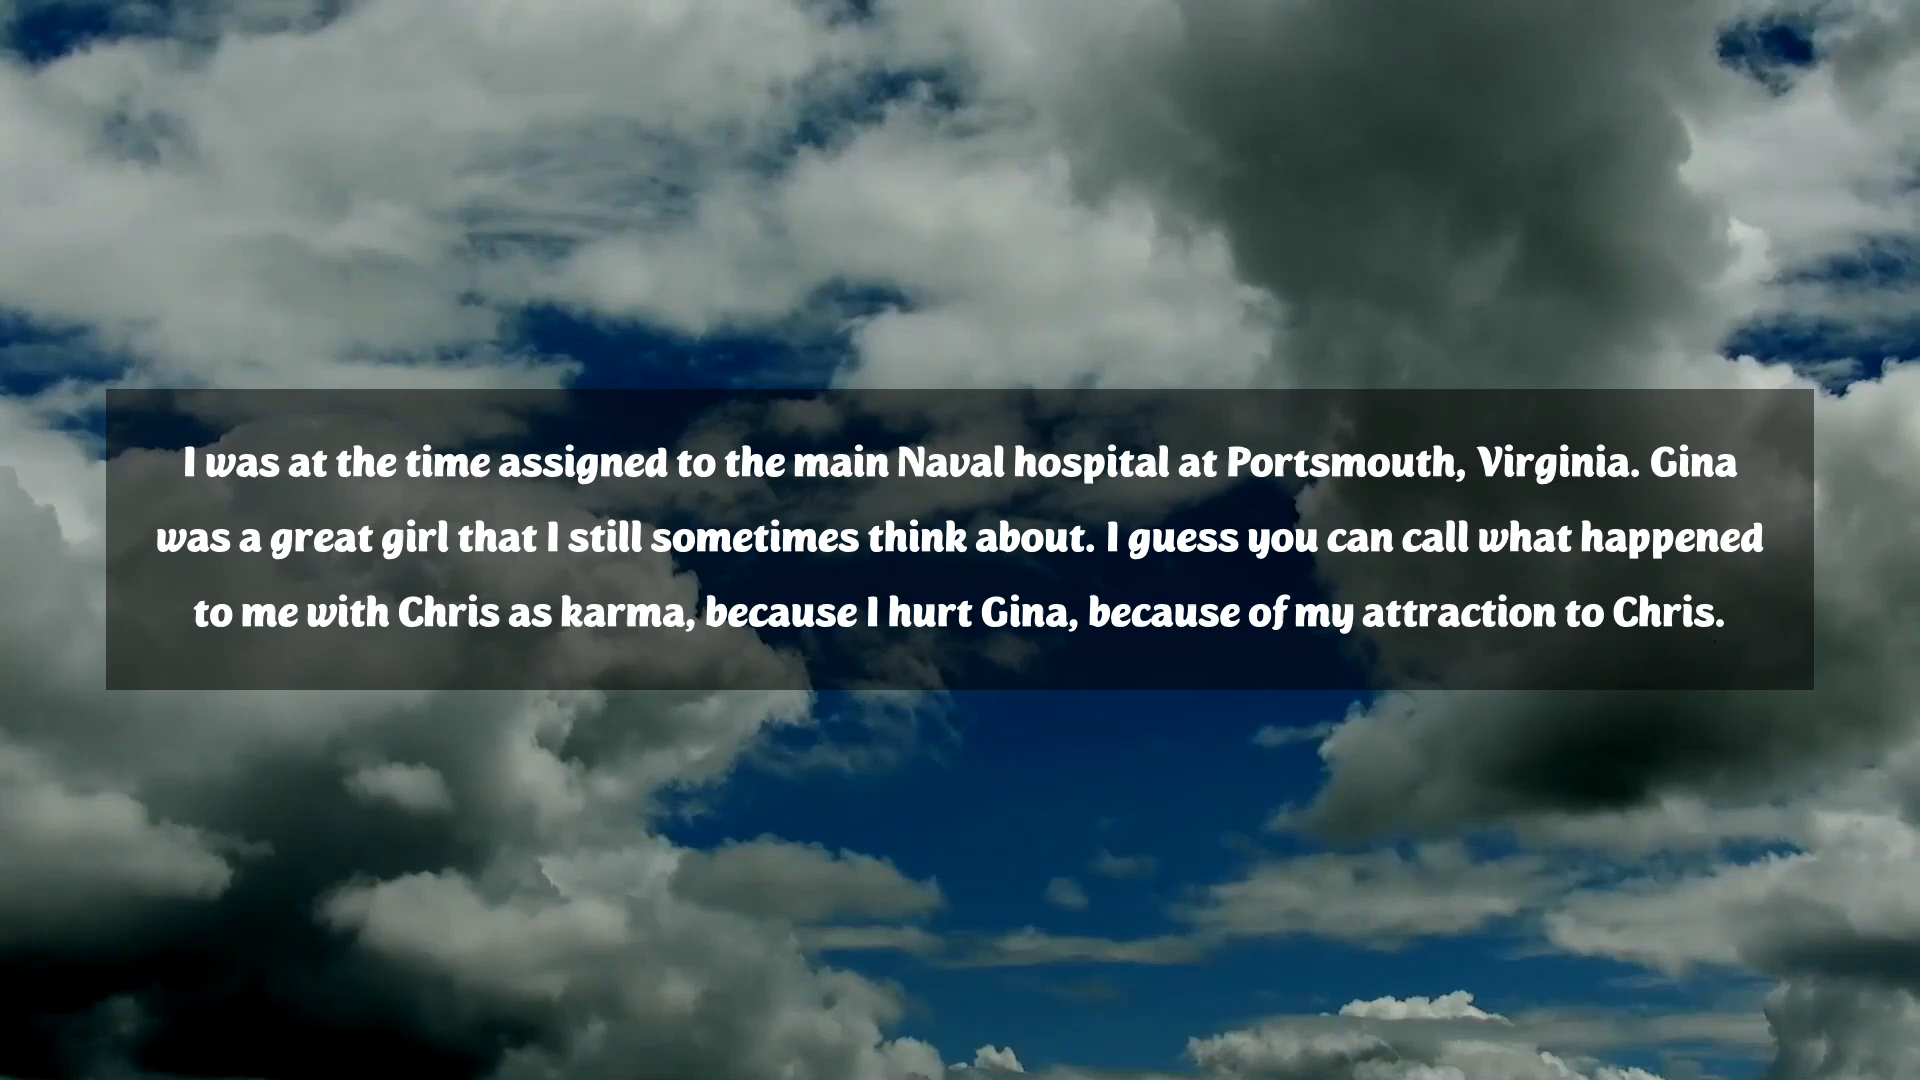 I was at the time assigned to the main Naval hospital at Portsmouth, Virginia. Gina
was a great girl that I still sometimes think about. I guess you can call what happened
to me with Chris as karma, because I hurt Gina, because of my attraction to Chris.